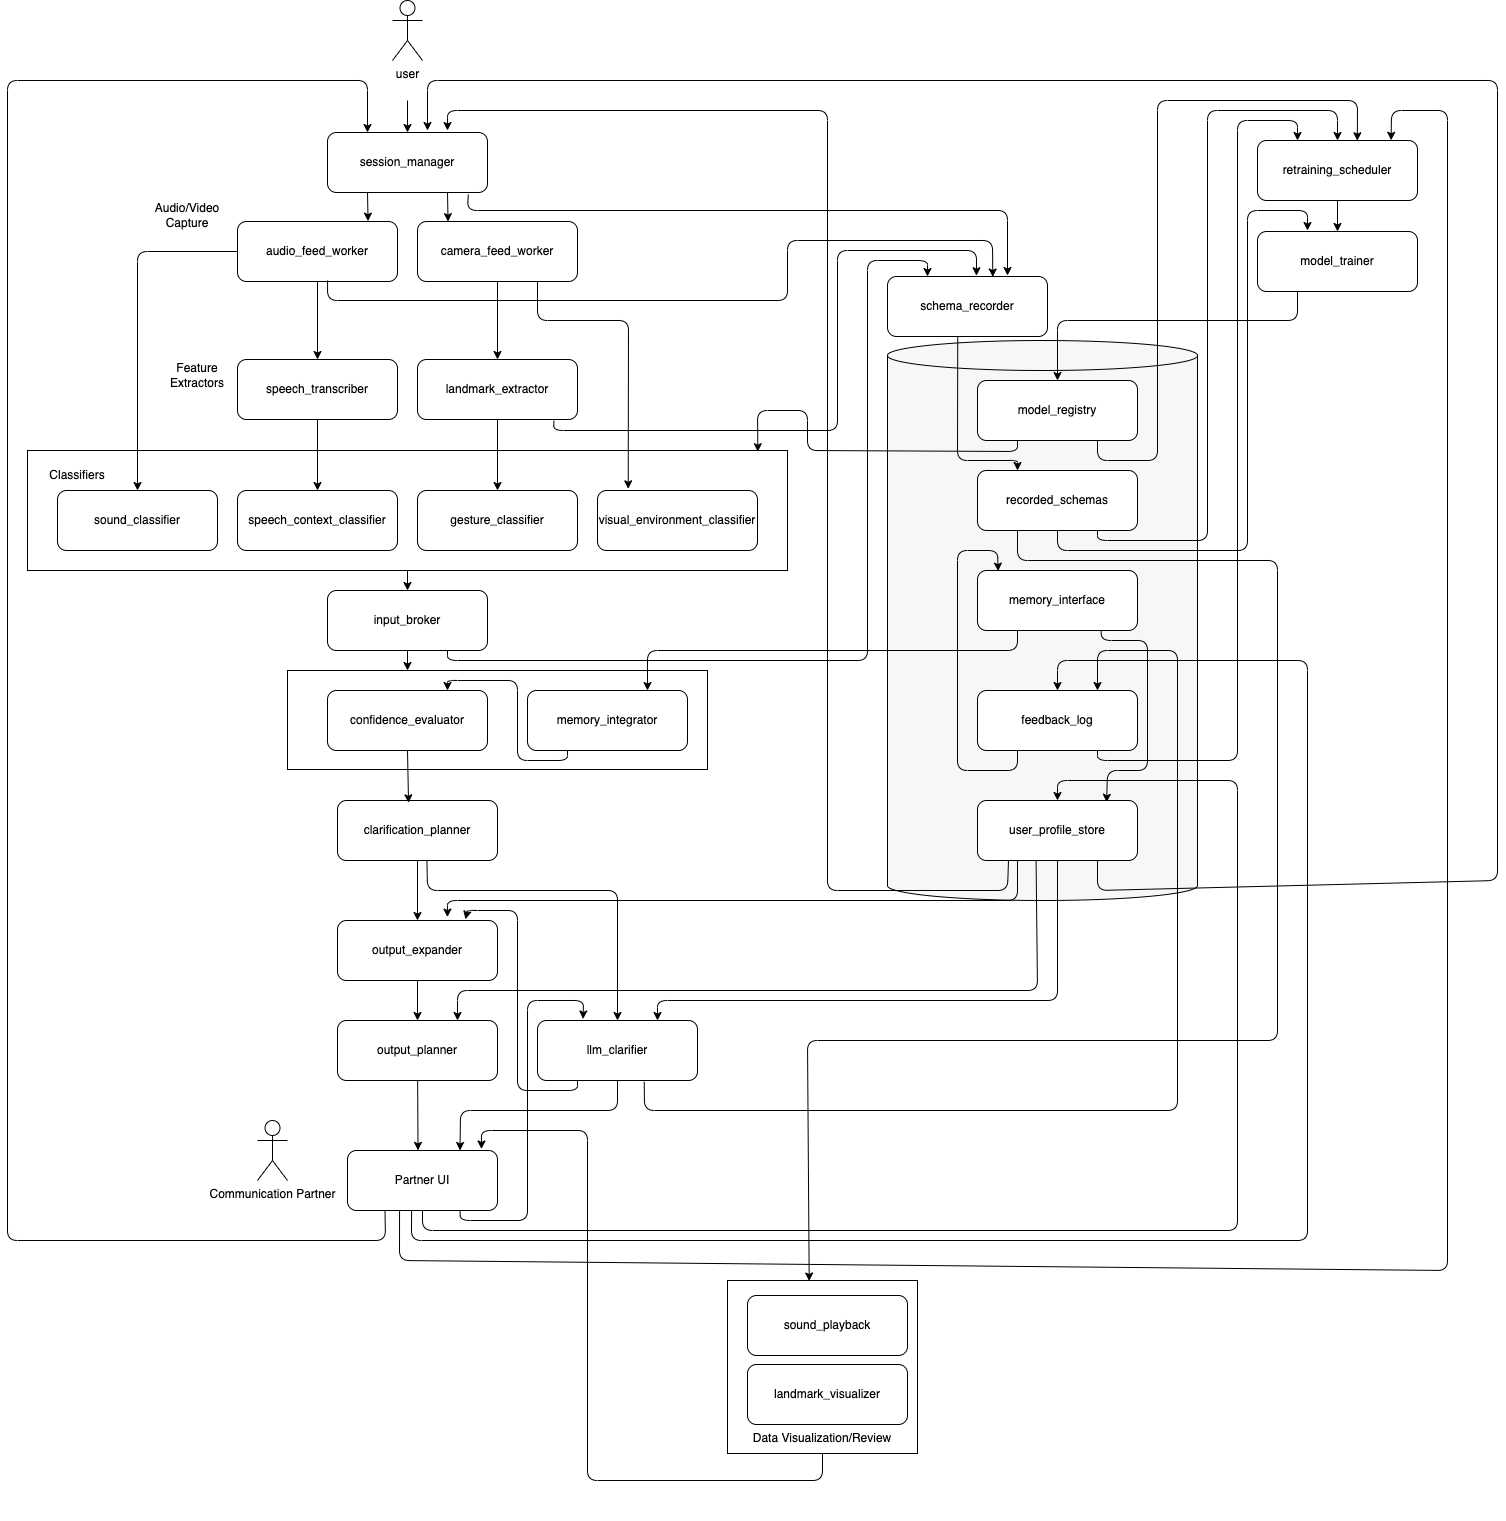 user
session_manager
retraining_scheduler
Audio/Video
Capture
audio_feed_worker
camera_feed_worker
model_trainer
schema_recorder
Feature
Extractors
speech_transcriber
landmark_extractor
model_registry
Classifiers
recorded_schemas
sound_classifier
speech_context_classifier
gesture_classifier
visual_environment_classifier
memory_interface
input_broker
confidence_evaluator
memory_integrator
feedback_log
clarification_planner
user_profile_store
output_expander
output_planner
llm_clarifier
Partner UI
Communication Partner
sound_playback
landmark_visualizer
Data Visualization/Review